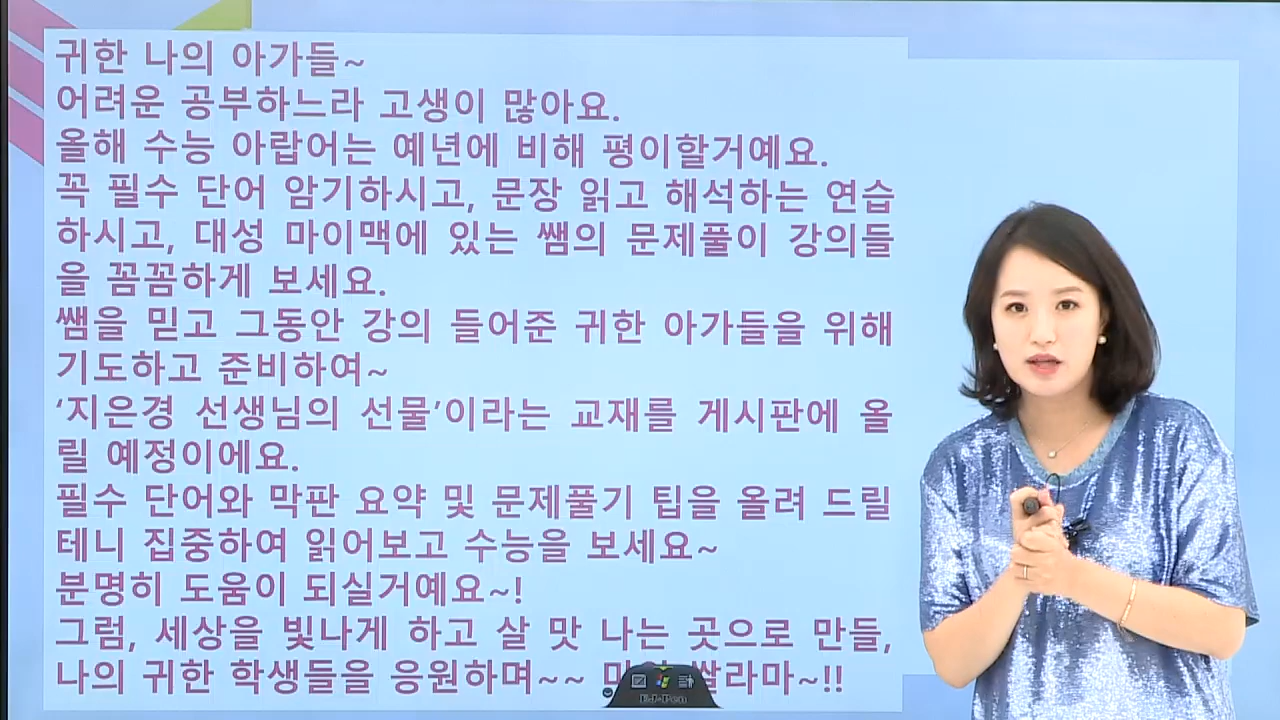 귀한 나의 아가들~
어려운 공부하느라 고생이 많아요.
올해 수능 아랍어는 예년에 비해 평이할거예요.
꼭 필수 단어 암기하시고, 문장 읽고 해석하는 연습
하시고, 대성 마이맥에 있는 쌤의 문제풀이 강의들
을 꼼꼼하게 보세요.
쌤을 믿고 그동안 강의 들어준 귀한 아가들을 위해
기도하고 준비하여~
‘지은경 선생님의 선물’이라는 교재를 게시판에 올
릴 예정이에요.
필수 단어와 막판 요약 및 문제풀기 팁을 올려 드릴
테니 집중하여 읽어보고 수능을 보세요~
분명히 도움이 되실거예요~!
그럼, 세상을 빛나게 하고 살 맛 나는 곳으로 만들,
나의 귀한 학생들을 응원하며~~ 쌀라마~!!